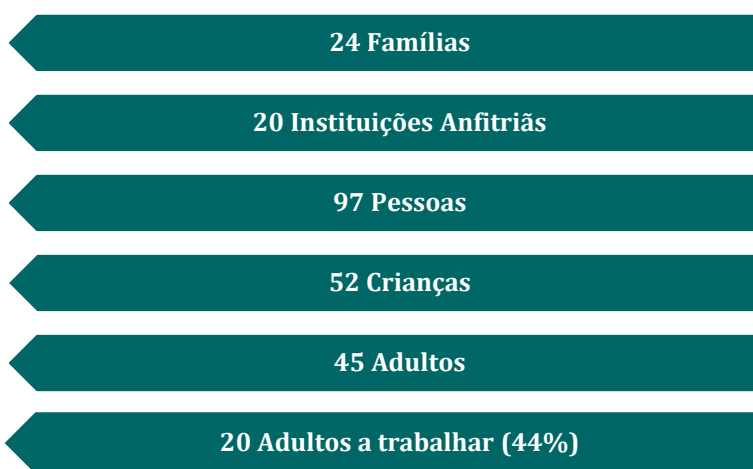 24 Famílias
20 Instituições Anfitriãs
97 Pessoas
52 Crianças
45 Adultos
20 Adultos a trabalhar (44%)